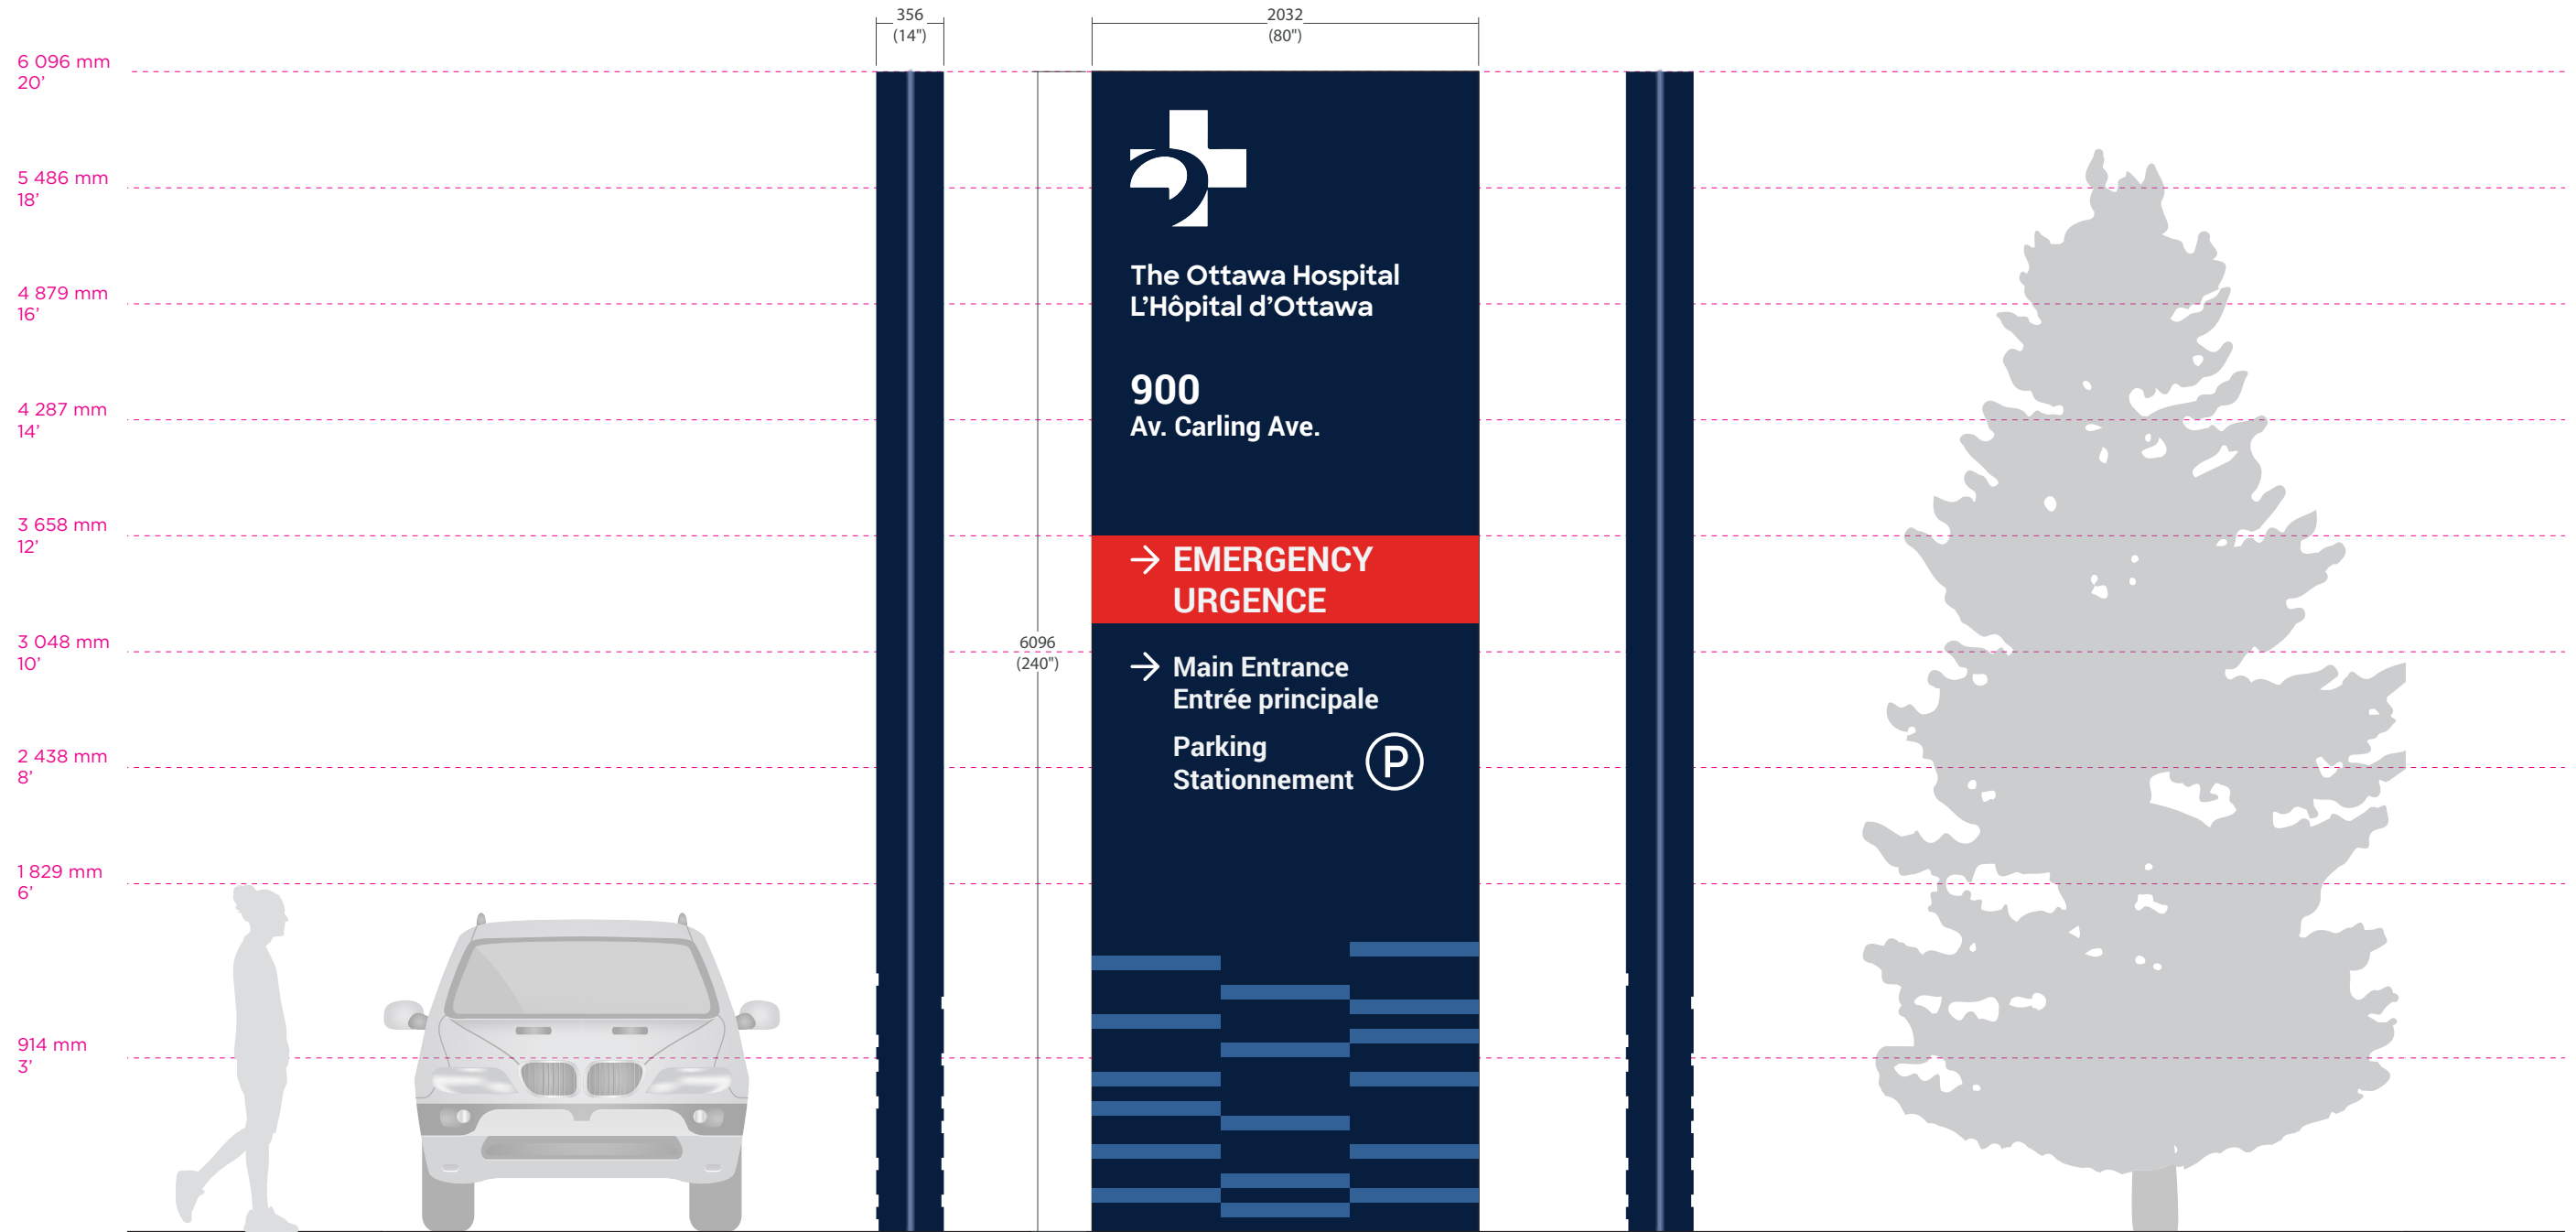 356
(14")
2032
(80")
6 096 mm
20’
5 486 mm
18’
4 879 mm
16’
4 287 mm
14’
3 658 mm
12’
3 048 mm
10’
2 438 mm
8’
1 829 mm
6’
914 mm
3’
6096
(240")
The Ottawa Hospital
L’Hôpital d’Ottawa
900
Av. Carling Ave.
→ EMERGENCY
URGENCE
→ Main Entrance
Entrée principale
Parking
Stationnement
P